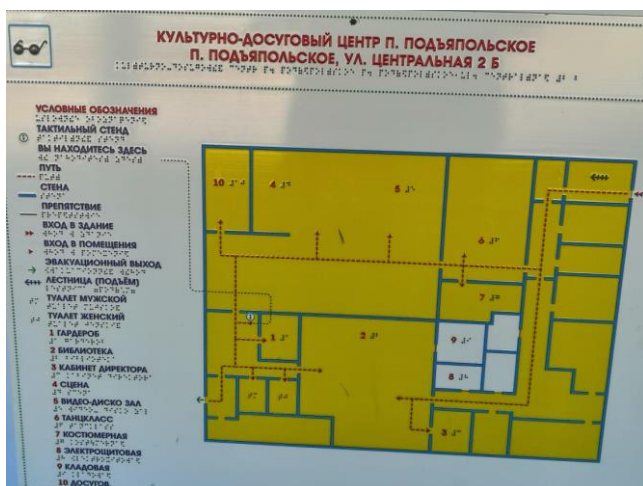 КУЛЬТУРНО-ДОСУГОВЫЙ ЦЕНТР П. ПОДЪЯПОЛЬСКОЕ
П. ПОДЪЯПОЛЬСКОЕ, УЛ. ЦЕНТРАЛЬНАЯ 2 Б
УСЛОВНЫЕ ОБОЗНАЧЕНИЯ
ТАКТИЛЬНЫЙ СТЕНД
ВЫ НАХОДИТЕСЬ ЗДЕСЬ
ПУТЬ
СТЕНА
ПРЕПЯТСТВИЕ
ВХОД В ЗДАНИЕ
ВХОД В ПОМЕЩЕНИЯ
ЭВАКУАЦИОННЫЙ ВЫХОД
ЛЕСТНИЦА (ПОДЪЁМ)
ТУАЛЕТ МУЖСКОЙ
ТУАЛЕТ ЖЕНСКИЙ
1 ГАРДЕРОБ
2 БИБЛИОТЕКА
3 КАБИНЕТ ДИРЕКТОРА
4 СЦЕНА
5 ВИДЕО-ДИСКО ЗАЛ
6 ТАНЦКЛАСС
7 КОСТЮМЕРНАЯ
8 ЭЛЕКТРОЩИТОВАЯ
9 КЛАДОВАЯ
10 ДОСУГОВ
10
4
5
6
7
1
2
9
8
3